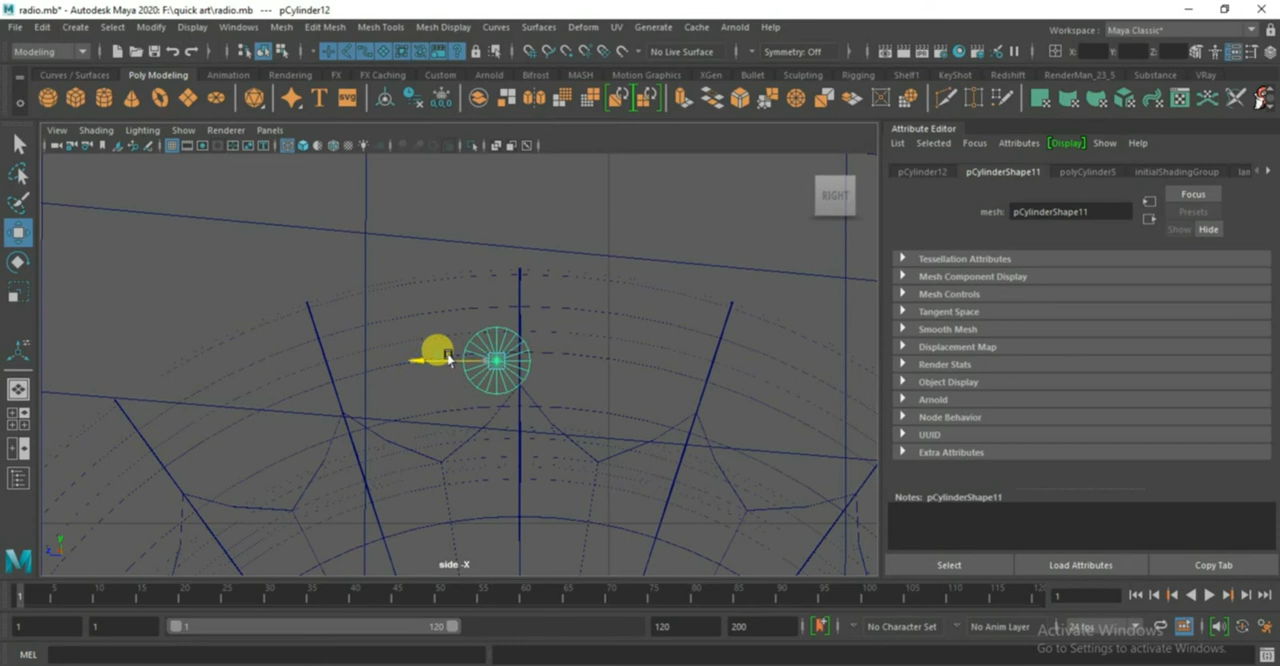 radio.mb* - Autodesk Maya 2020: F:\quick art\radio.mb --- pCylinder12
File Edit Create Select Modify Display Windows Mesh Edit Mesh Mesh Tools Mesh Display Curves Surfaces Deform UV Generate Cache Arnold Help
Workspace : Maya Classic*
Modeling No Live Surface Symmetry: Off X: Y: Z:
Curves / Surfaces Poly Modeling Animation Rendering FX FX Caching Custom Arnold Bifrost MASH Motion Graphics XGen Bullet Sculpting Rigging Shelf1 KeyShot Redshift RenderMan_23_5 Substance VRay
View Shading Lighting Show Renderer Panels
RIGHT
side -X
Attribute Editor
List Selected Focus Attributes [Display] Show Help
pCylinder12 pCylinderShape11 polyCylinder5 initialShadingGroup lam
mesh: pCylinderShape11
Focus
Presets
Show Hide
Tessellation Attributes
Mesh Component Display
Mesh Controls
Tangent Space
Smooth Mesh
Displacement Map
Render Stats
Object Display
Arnold
Node Behavior
UUID
Extra Attributes
Notes: pCylinderShape11
Select Load Attributes Copy Tab
1 5 10 15 20 25 30 35 40 45 50 55 60 65 70 75 80 85 90 95 100 105 110 115 120 1
1 1 1 120 120 200 No Character Set No Anim Layer
MEL
Activate Windows
Go to Settings to activate Windows.